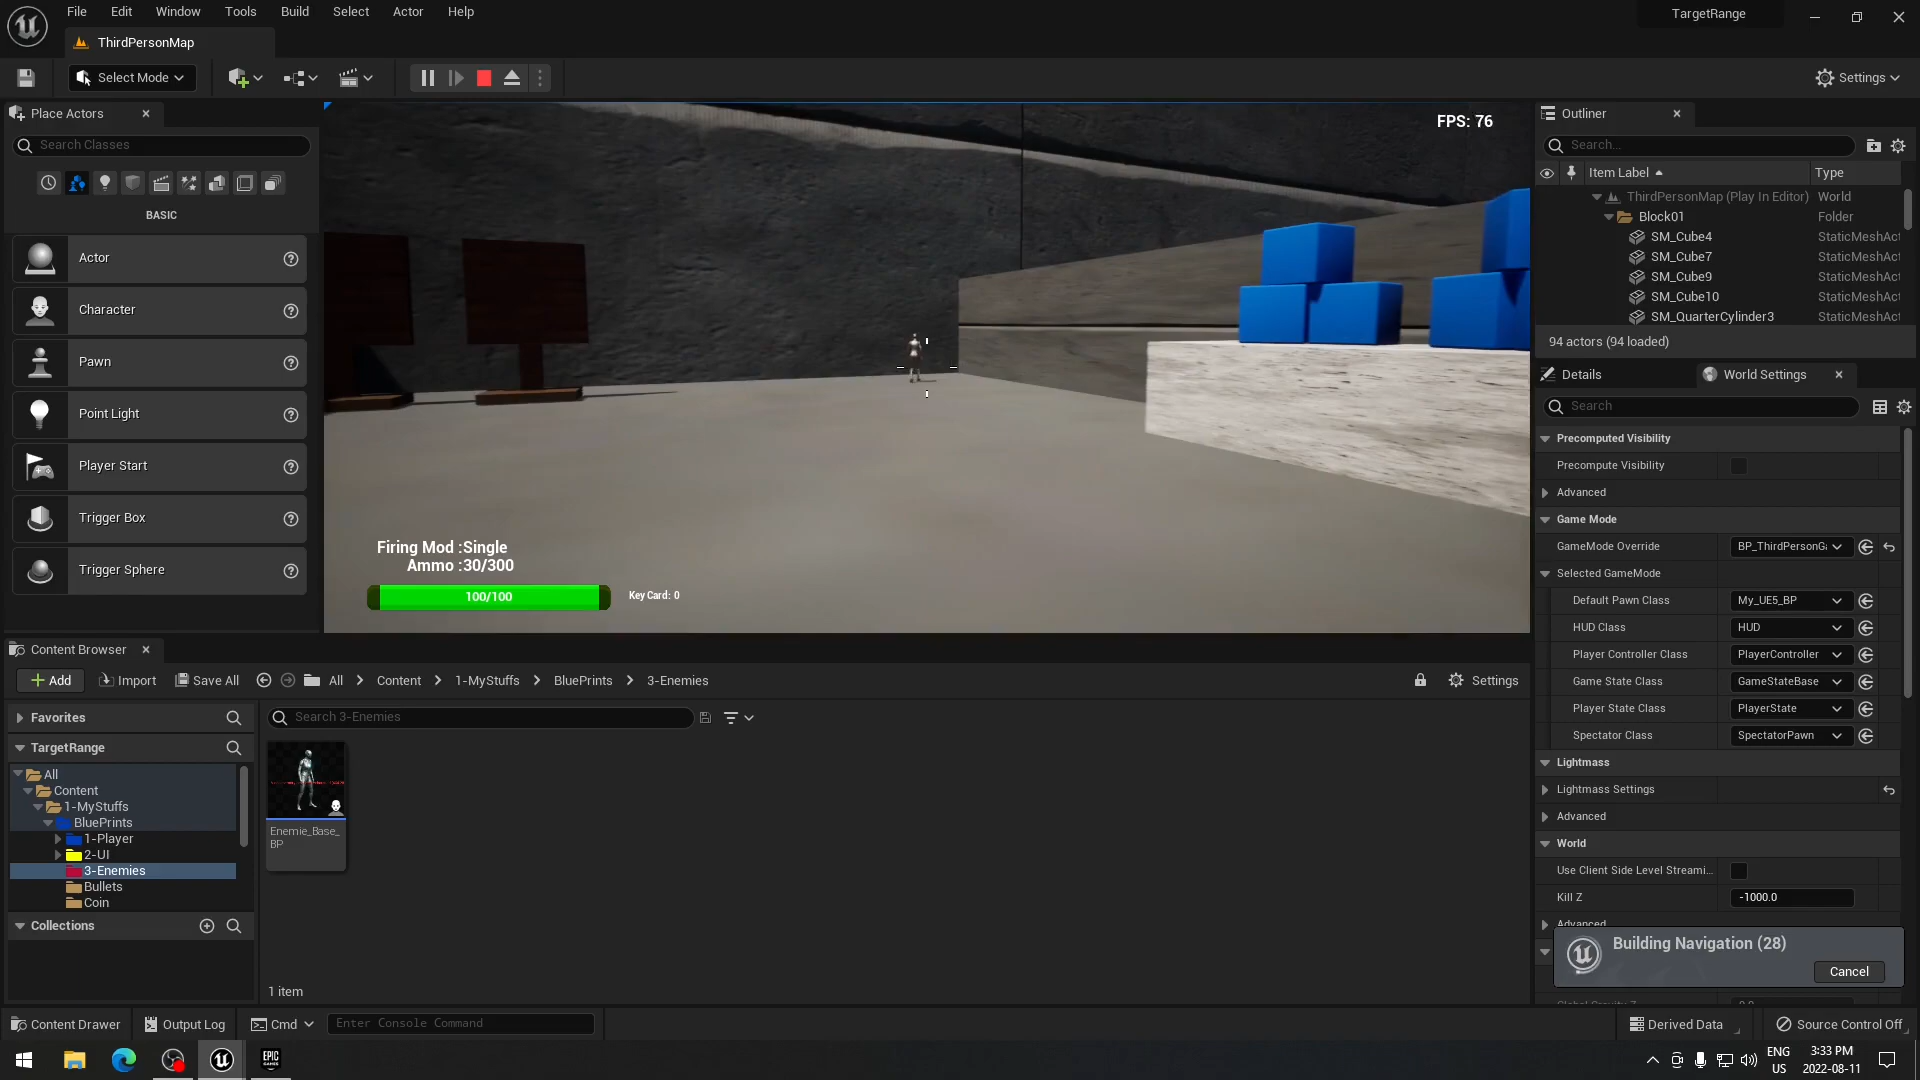 File Edit Window Tools Build Select Actor Help
TargetRange
ThirdPersonMap
Select Mode
Settings
Place Actors
Search Classes
BASIC
Actor
Character
Pawn
Point Light
Player Start
Trigger Box
Trigger Sphere
FPS: 76
Firing Mod :Single
Ammo :30/300
100/100
Key Card: 0
Outliner
Search...
Item Label Type
ThirdPersonMap (Play In Editor) World
Block01 Folder
SM_Cube4 StaticMeshAct
SM_Cube7 StaticMeshAct
SM_Cube9 StaticMeshAct
SM_Cube10 StaticMeshAct
SM_QuarterCylinder3 StaticMeshAct
94 actors (94 loaded)
Details
World Settings
Search
Precomputed Visibility
Precompute Visibility
Advanced
Game Mode
GameMode Override BP_ThirdPersonGa
Selected GameMode
Default Pawn Class My_UE5_BP
HUD Class HUD
Player Controller Class PlayerController
Game State Class GameStateBase
Player State Class PlayerState
Spectator Class SpectatorPawn
Lightmass
Lightmass Settings
Advanced
World
Use Client Side Level Streami...
Kill Z -1000.0
Advanced
Building Navigation (28)
Cancel
Content Browser
Add Import Save All All Content 1-MyStuffs BluePrints 3-Enemies
Settings
Favorites
TargetRange
All
Content
1-MyStuffs
BluePrints
1-Player
2-UI
3-Enemies
Bullets
Coin
Collections
Search 3-Enemies
Enemie_Base_
BP
1 item
Content Drawer Output Log Cmd Enter Console Command
Derived Data Source Control Off
EPIC
GAMES
ENG
US
3:33 PM
2022-08-11